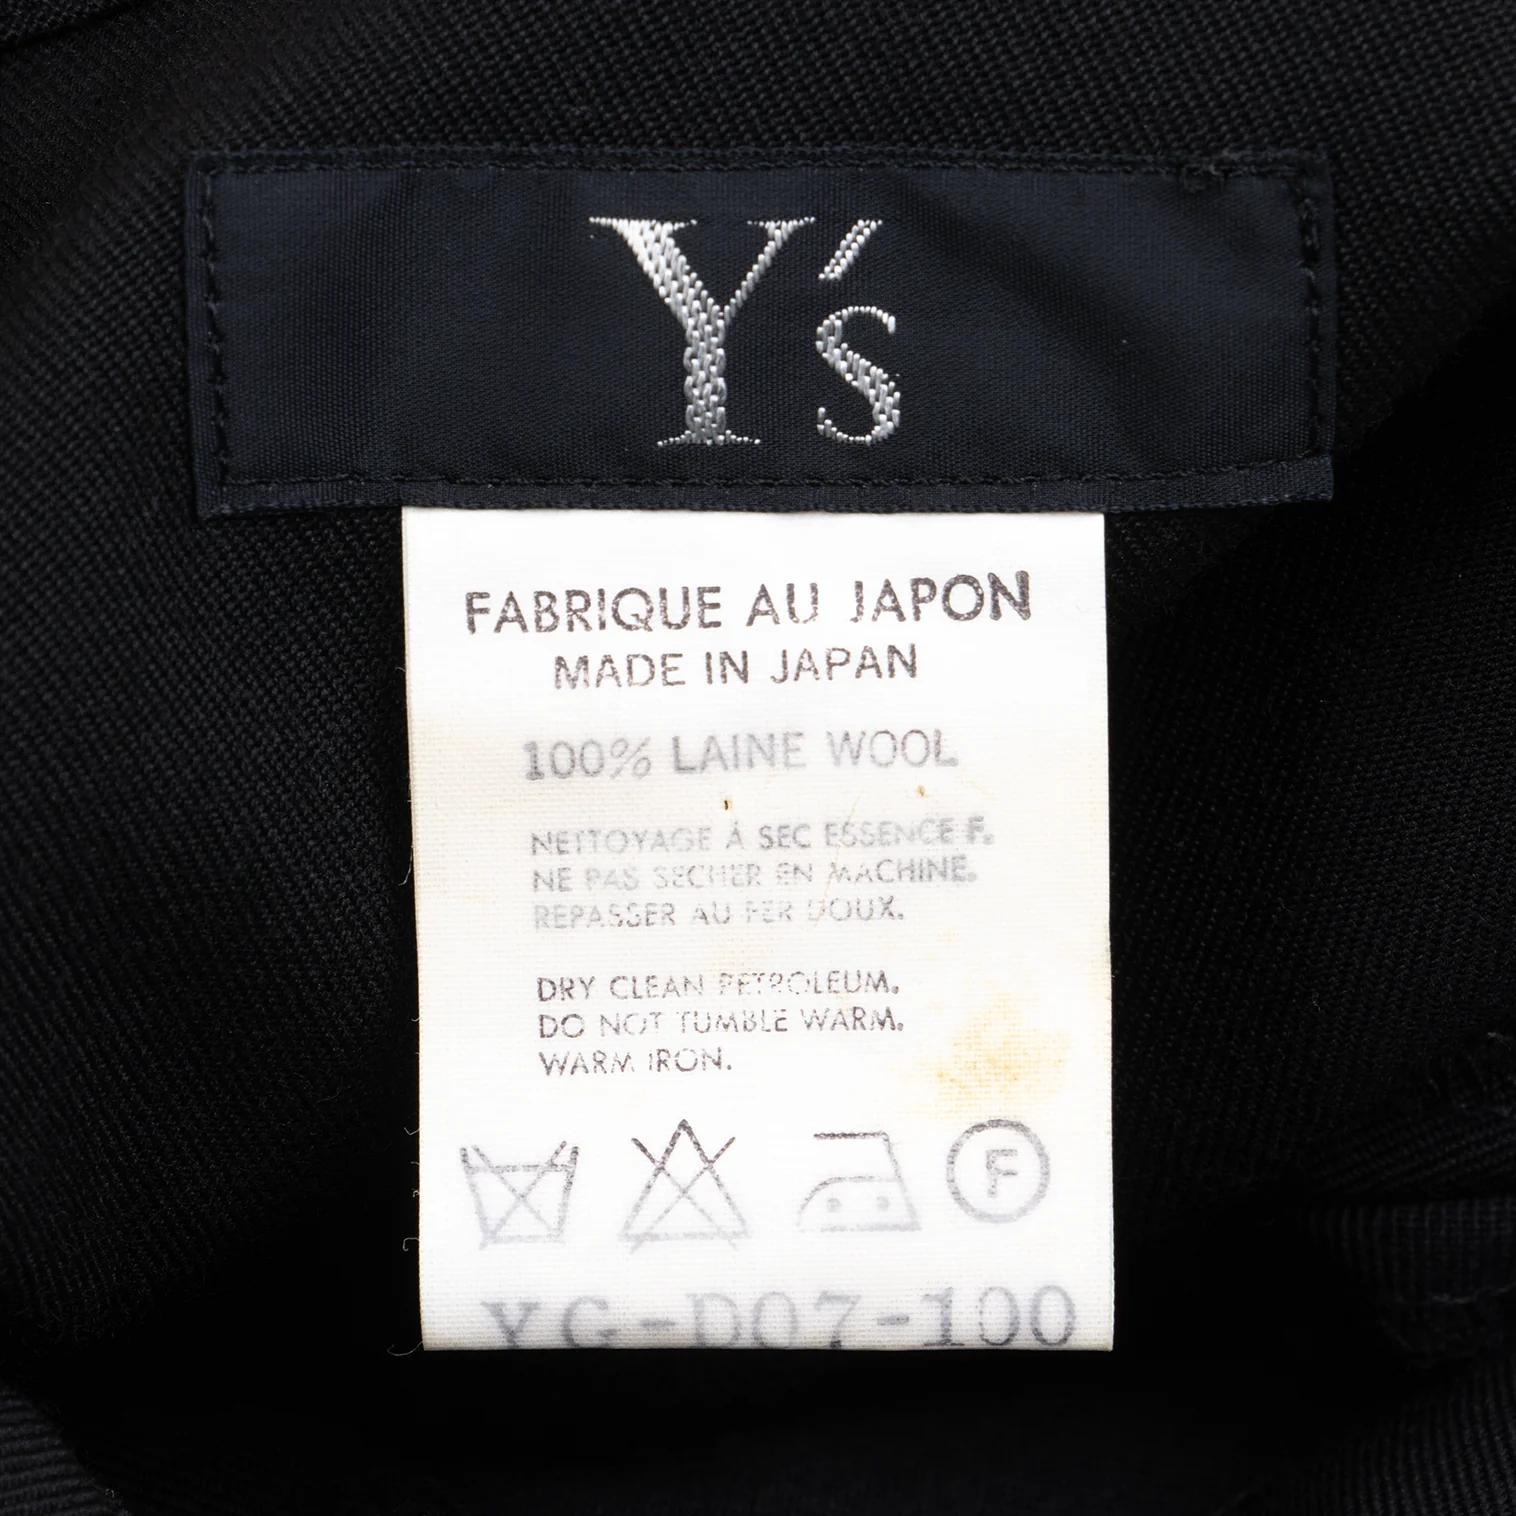 Y's
FABRIQUE AU JAPON
MADE IN JAPAN
100% LAINE WOOL
NETTOYAGE À SEC ESSENCE F.
NE PAS SECHER EN MACHINE.
REPASSER AU FER DOUX.
DRY CLEAN PETROLEUM.
DO NOT TUMBLE WARM.
WARM IRON.
F
YG-D07-100